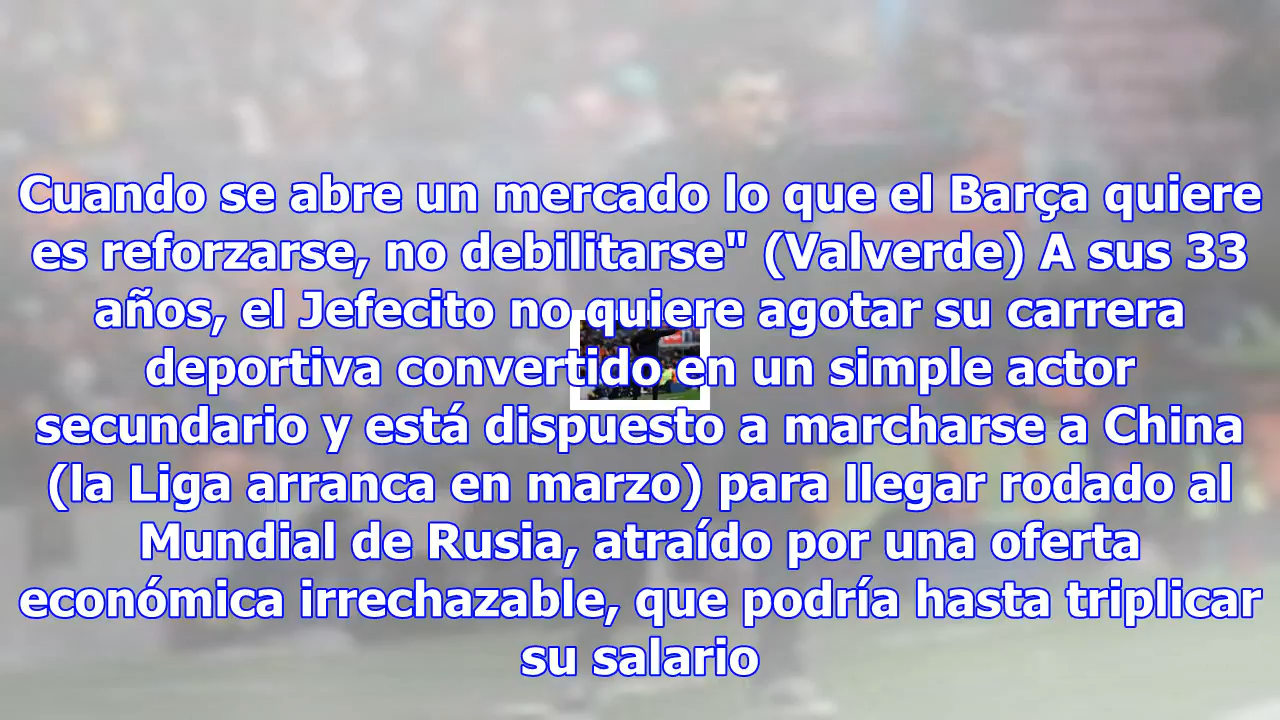 Cuando se abre un mercado lo que el Barça quiere
es reforzarse, no debilitarse" (Valverde) A sus 33
años, el Jefecito no quiere agotar su carrera
deportiva convertido en un simple actor
secundario y está dispuesto a marcharse a China
(la Liga arranca en marzo) para llegar rodado al
Mundial de Rusia, atraído por una oferta
económica irrechazable, que podría hasta triplicar
su salario